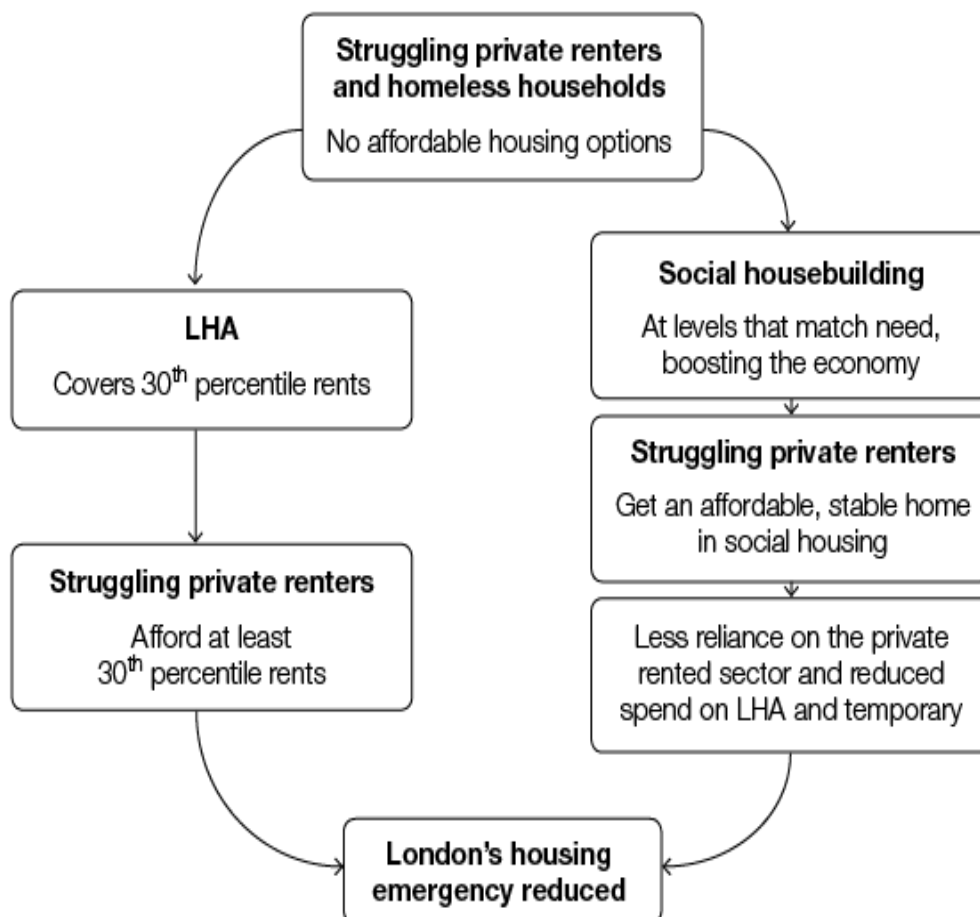 Struggling private renters
and homeless households
No affordable housing options
LHA
Covers 30th percentile rents
Struggling private renters
Afford at least
30th percentile rents
Social housebuilding
At levels that match need,
boosting the economy
Struggling private renters
Get an affordable, stable home
in social housing
Less reliance on the private
rented sector and reduced
spend on LHA and temporary
London's housing
emergency reduced